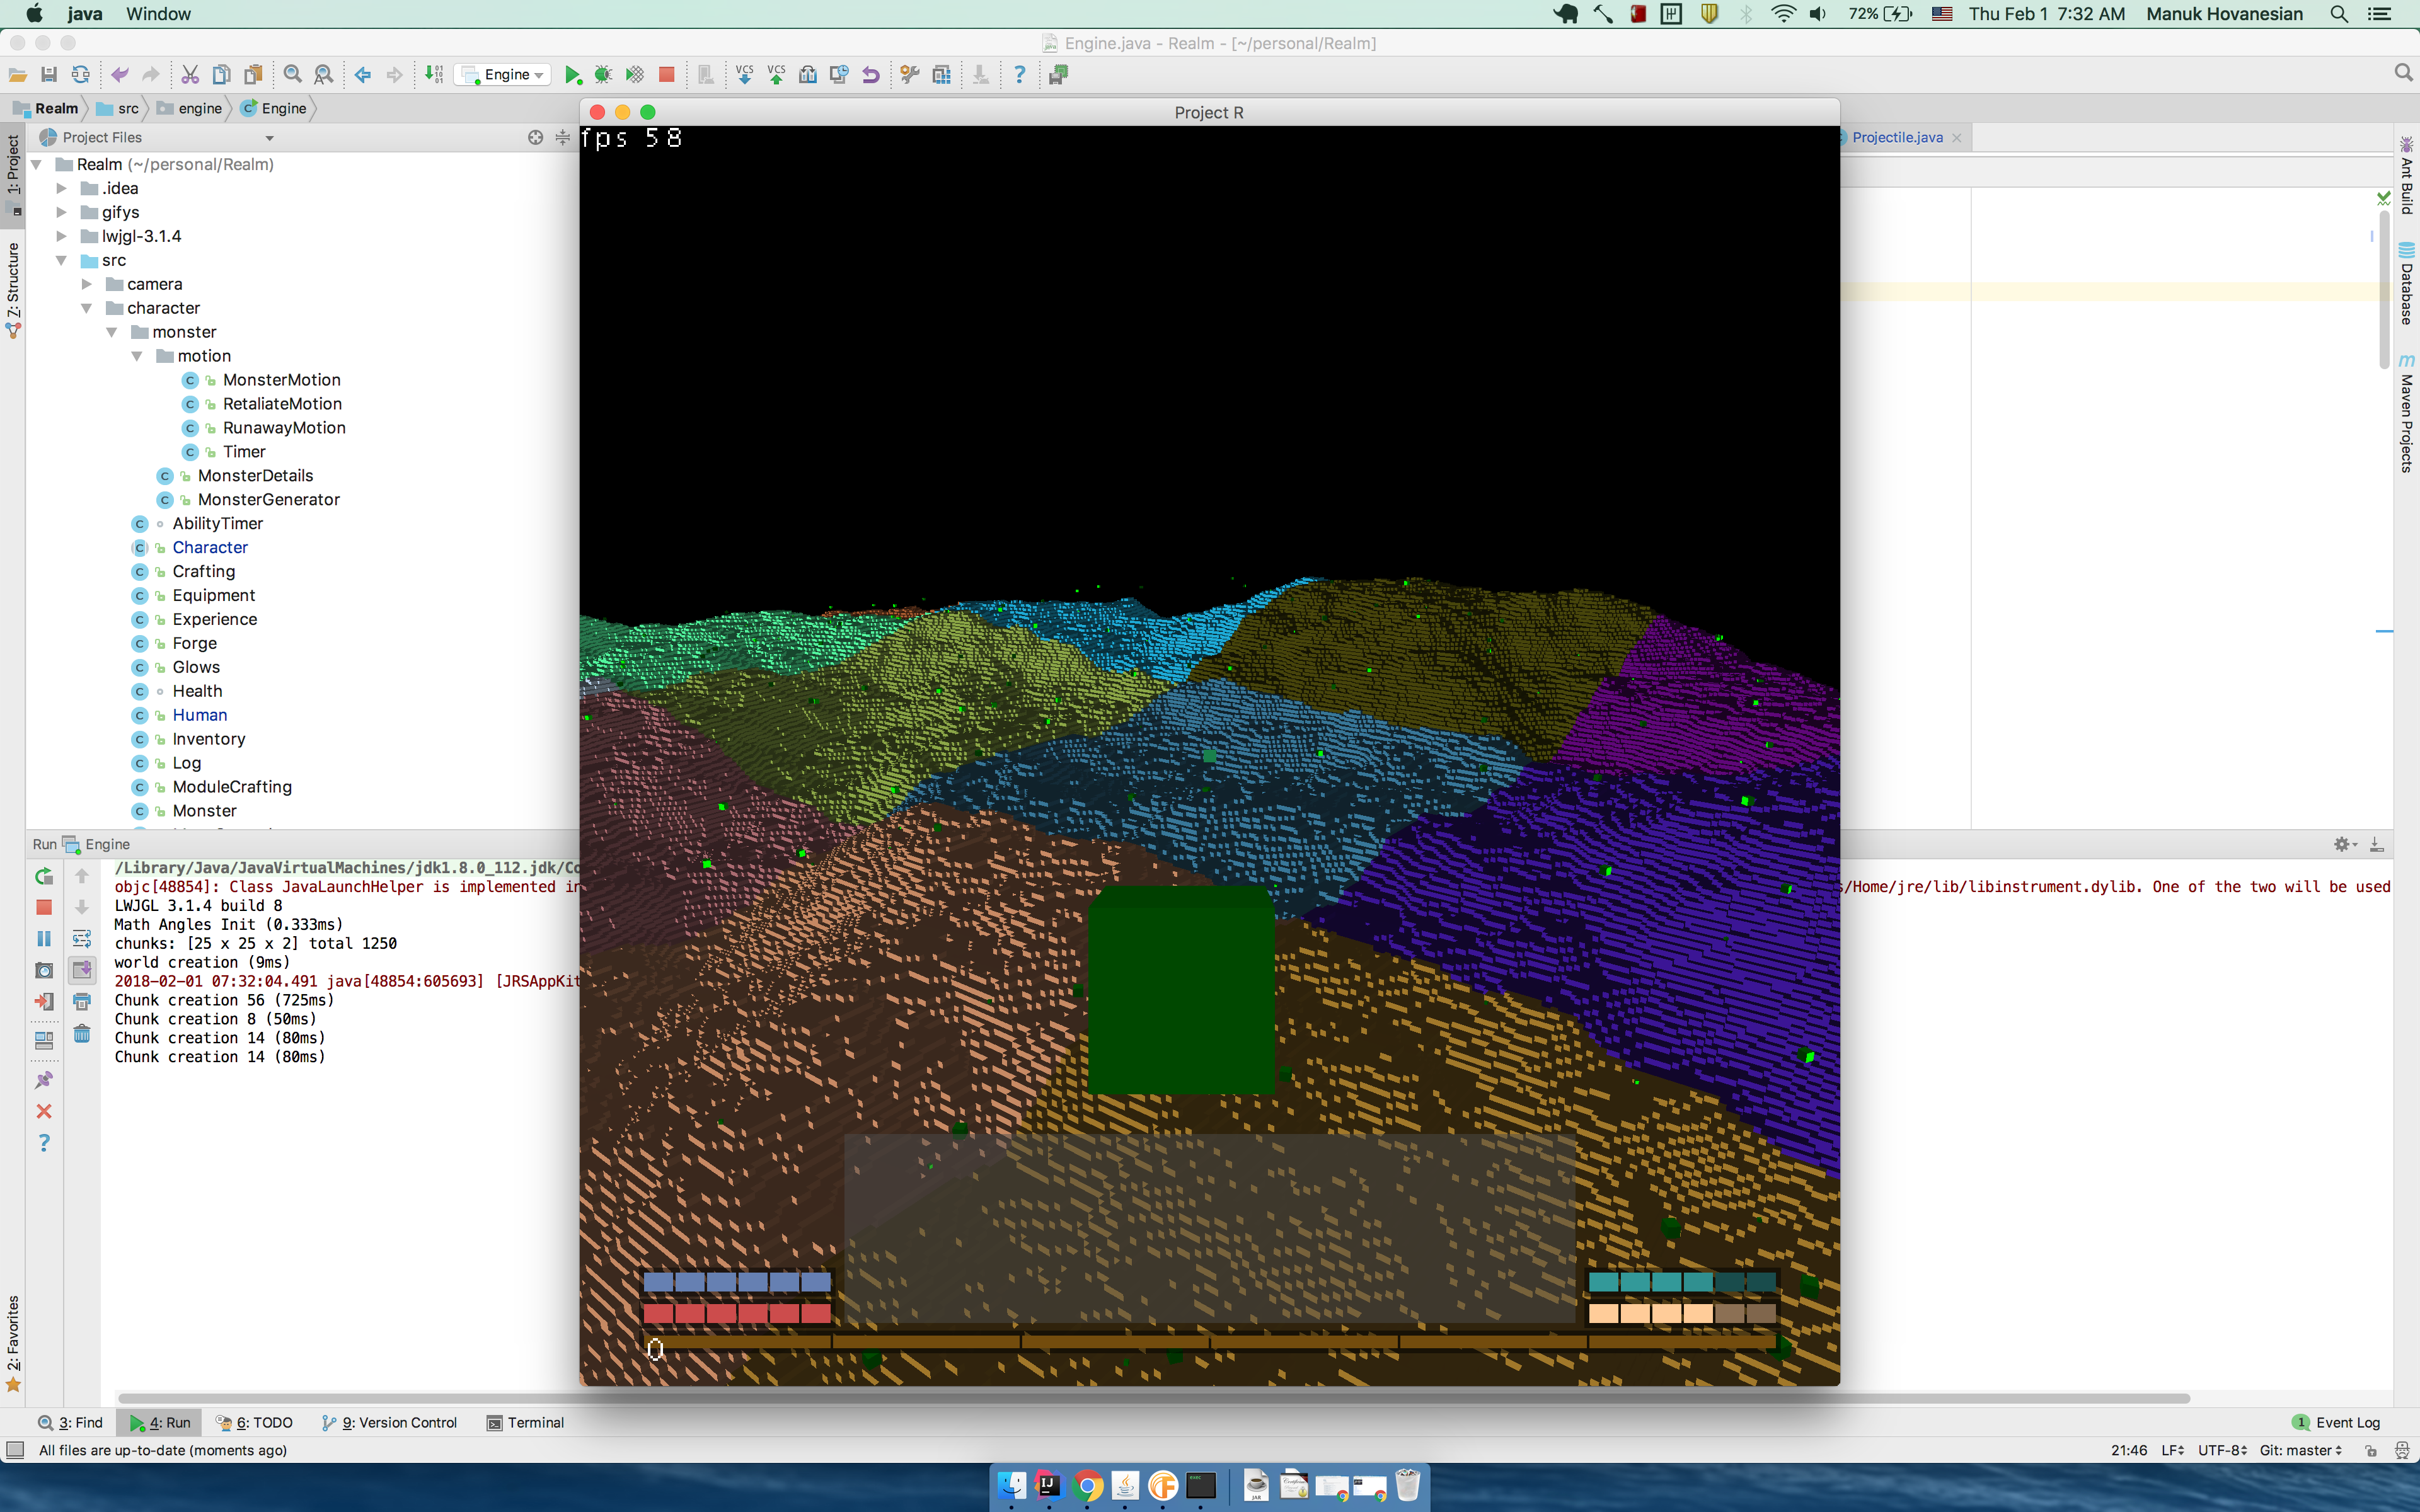 java Window 72% Thu Feb 1 7:32 AM Manuk Hovanesian
Engine.java - Realm - [~/personal/Realm]
Engine VCS VCS
Realm src engine Engine
Project R
Project Files
Projectile.java
fps 58
1: Project
7: Structure
2: Favorites
Realm (~/personal/Realm)
.idea
gifys
lwjgl-3.1.4
src
camera
character
monster
motion
MonsterMotion
RetaliateMotion
RunawayMotion
Timer
MonsterDetails
MonsterGenerator
AbilityTimer
Character
Crafting
Equipment
Experience
Forge
Glows
Health
Human
Inventory
Log
ModuleCrafting
Monster
Ant Build
Database
Maven Projects
Run Engine
/Library/Java/JavaVirtualMachines/jdk1.8.0_112.jdk/Co
objc[48854]: Class JavaLaunchHelper is implemented in
s/Home/jre/lib/libinstrument.dylib. One of the two will be used
LWJGL 3.1.4 build 8
Math Angles Init (0.333ms)
chunks: [25 x 25 x 2] total 1250
world creation (9ms)
2018-02-01 07:32:04.491 java[48854:605693] [JRSAppKit
Chunk creation 56 (725ms)
Chunk creation 8 (50ms)
Chunk creation 14 (80ms)
Chunk creation 14 (80ms)
0
3: Find 4: Run 6: TODO 9: Version Control Terminal 1 Event Log
All files are up-to-date (moments ago) 21:46 LF UTF-8 Git: master